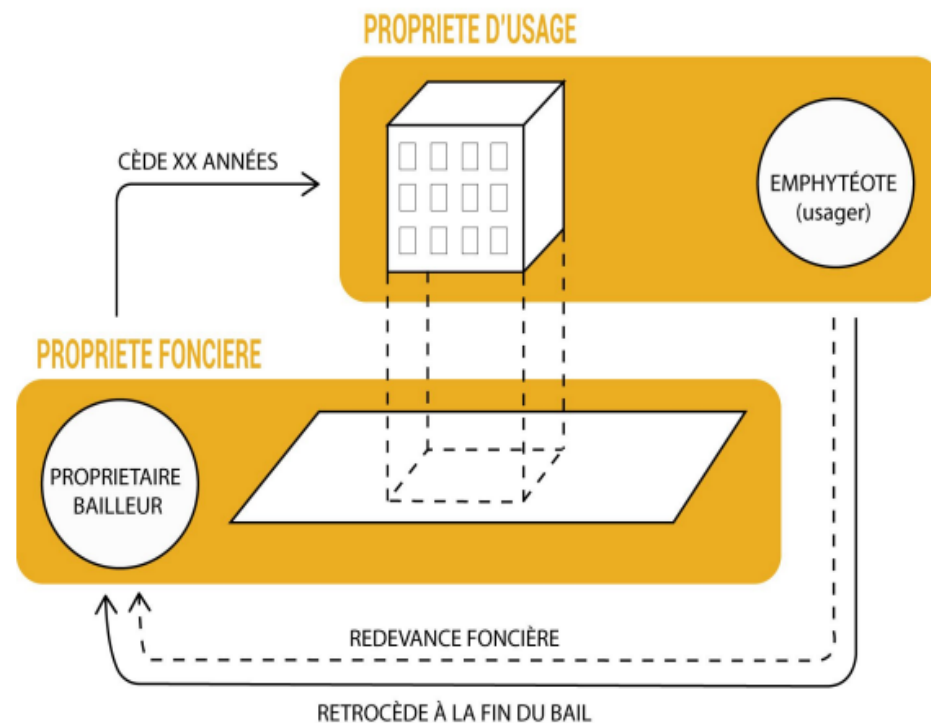 PROPRIETE D'USAGE
CÈDE XX ANNÉES
EMPHYTÉOTE
(usager)
PROPRIETE FONCIERE
PROPRIETAIRE
BAILLEUR
REDEVANCE FONCIÈRE
RETROCÈDE À LA FIN DU BAIL